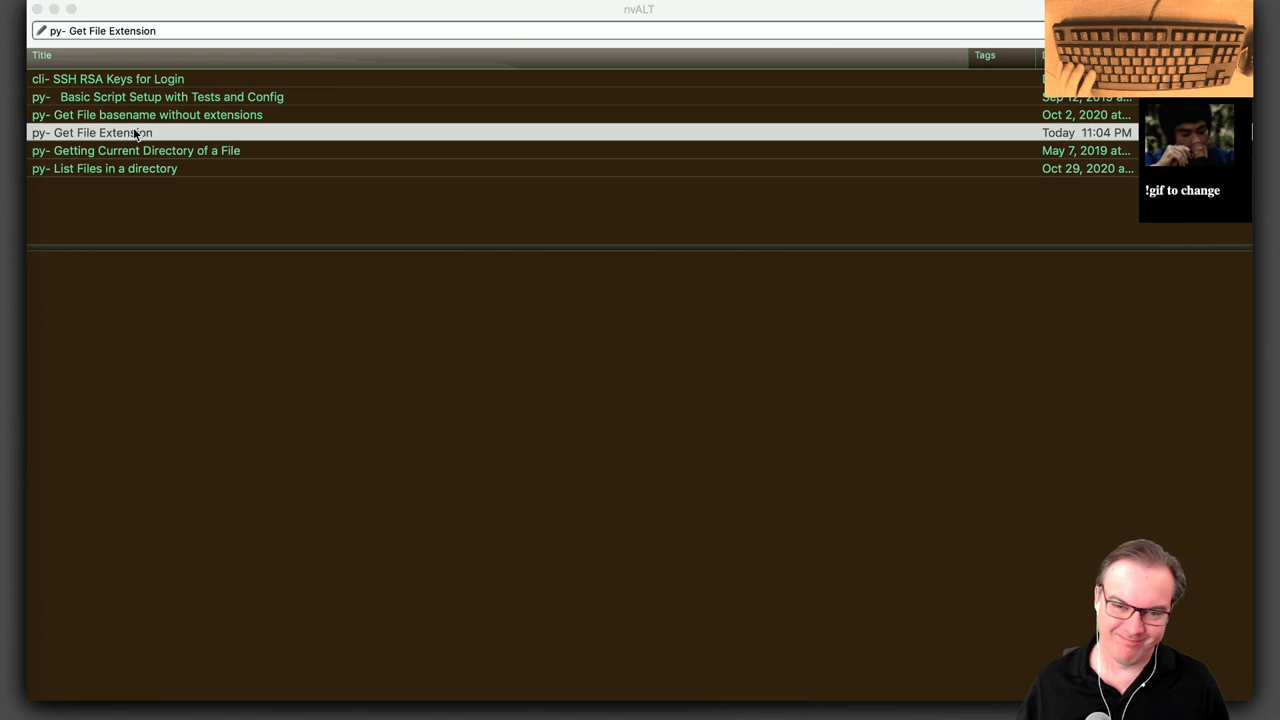 nvALT
py- Get File Extension
Title
Tags
cli- SSH RSA Keys for Login
py- Basic Script Setup with Tests and Config
Sep 12, 2019 a...
py- Get File basename without extensions
Oct 2, 2020 at...
py- Get File Extension
Today 11:04 PM
py- Getting Current Directory of a File
May 7, 2019 at...
py- List Files in a directory
Oct 29, 2020 a...
!gif to change